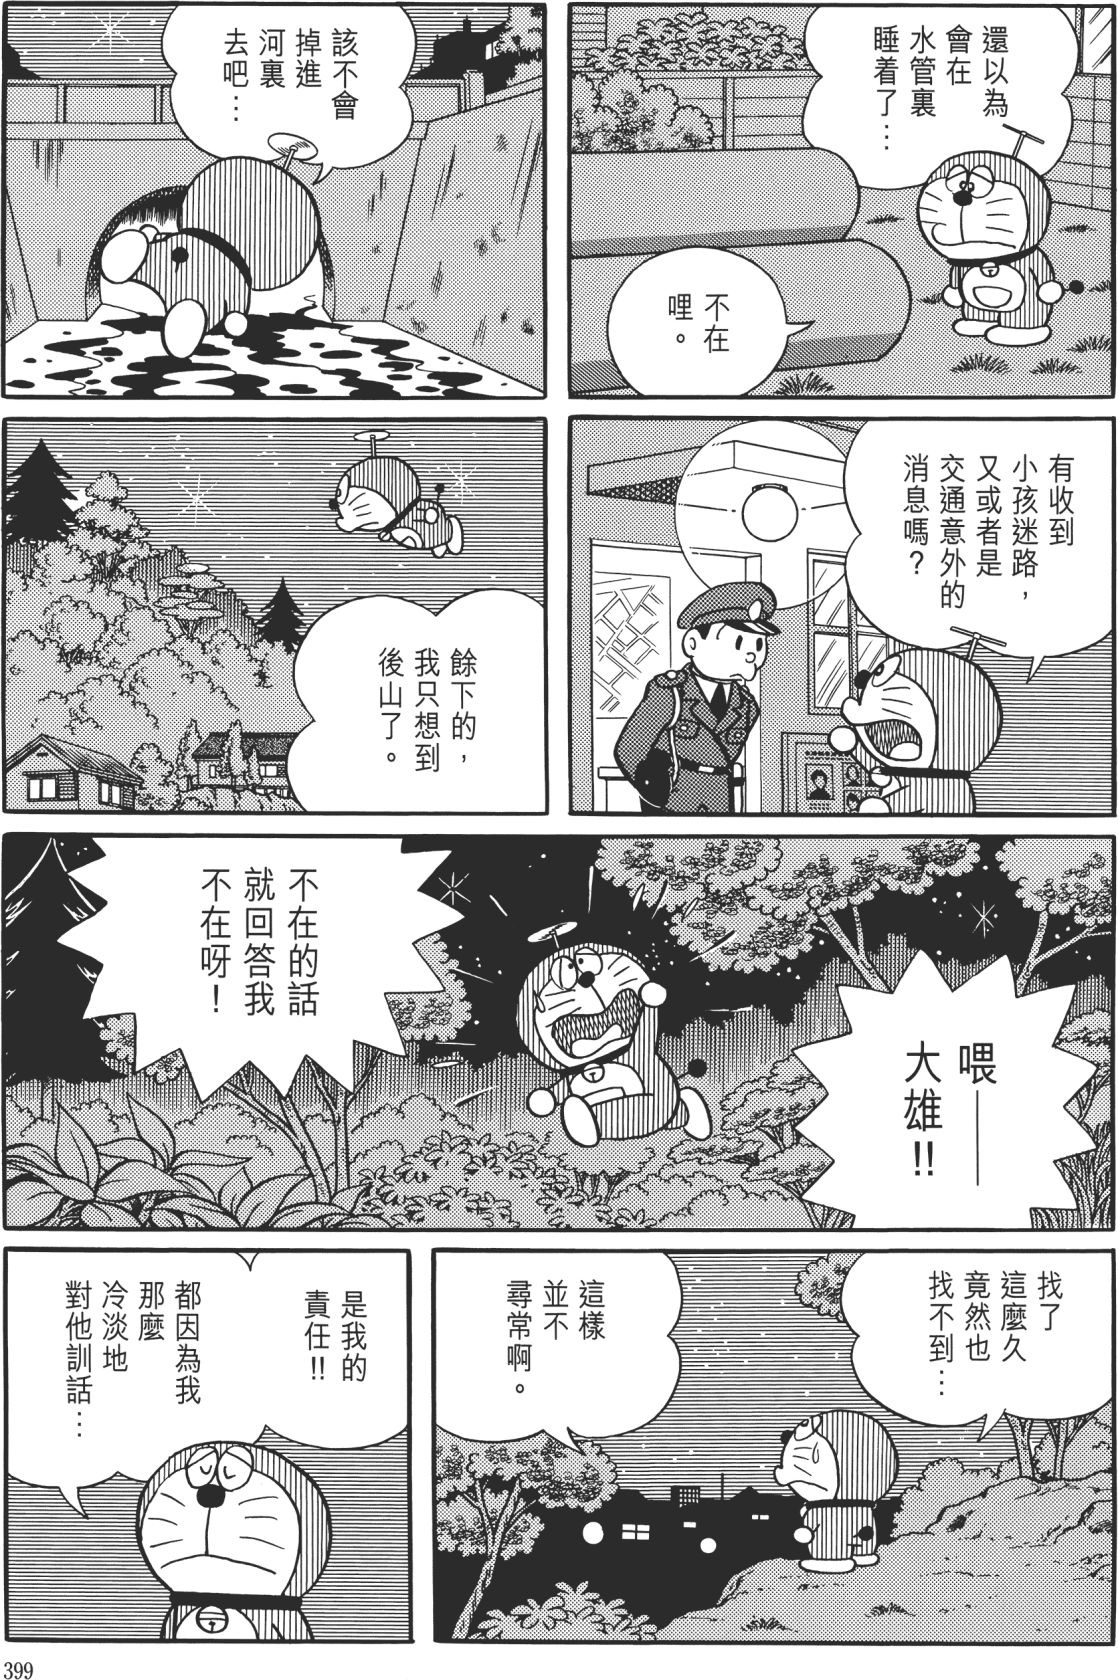 還以為
會在
水管裏
睡着了…
不在
哩。
該不會
掉進
河裏
去吧…
有收到
小孩迷路，
又或者是
交通意外的
消息嗎？
餘下的，
我只想到
後山了。
喂——
大雄!!
不在的話
就回答我
不在呀！
找了
這麼久
竟然也
找不到…
這樣
並不
尋常啊。
是我的
責任!!
都因為我
那麼
冷淡地
對他訓話…
399